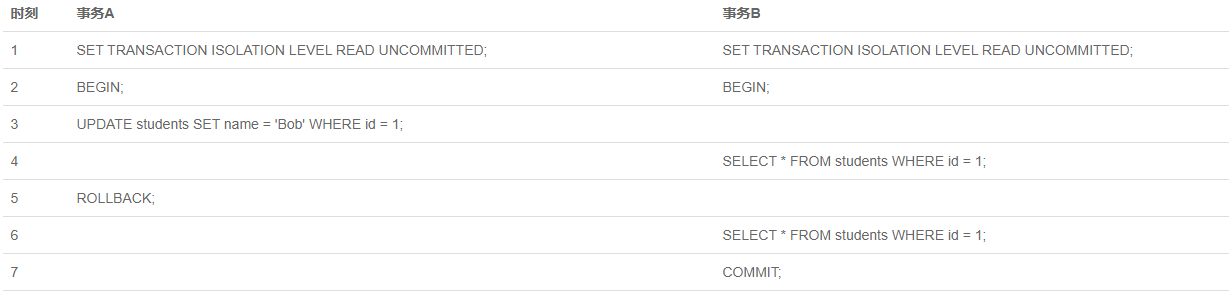 时刻 事务A 事务B
1 SET TRANSACTION ISOLATION LEVEL READ UNCOMMITTED; SET TRANSACTION ISOLATION LEVEL READ UNCOMMITTED;
2 BEGIN; BEGIN;
3 UPDATE students SET name = 'Bob' WHERE id = 1;
4 SELECT * FROM students WHERE id = 1;
5 ROLLBACK;
6 SELECT * FROM students WHERE id = 1;
7 COMMIT;